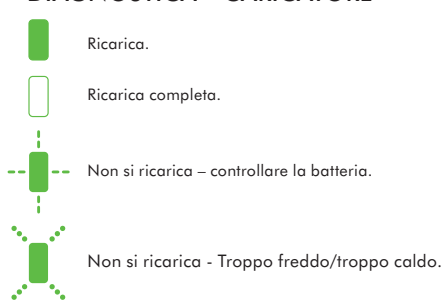 Ricarica.
Ricarica completa.
Non si ricarica – controllare la batteria.
Non si ricarica - Troppo freddo/troppo caldo.